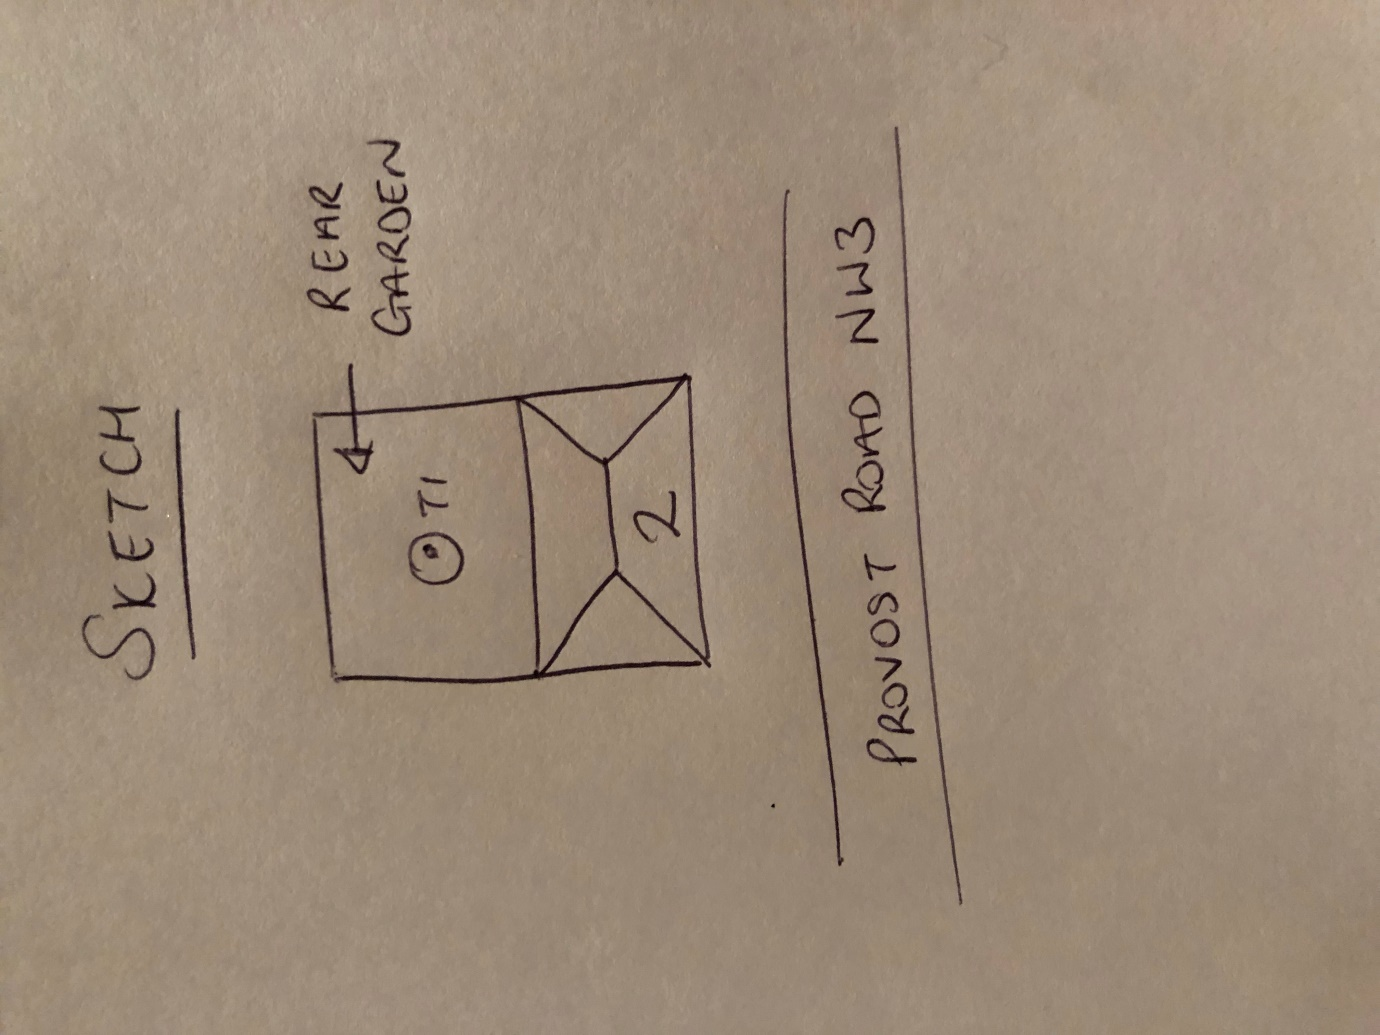 SKETCH
REAR
GARDEN
T1
2
PROVOST ROAD NW3